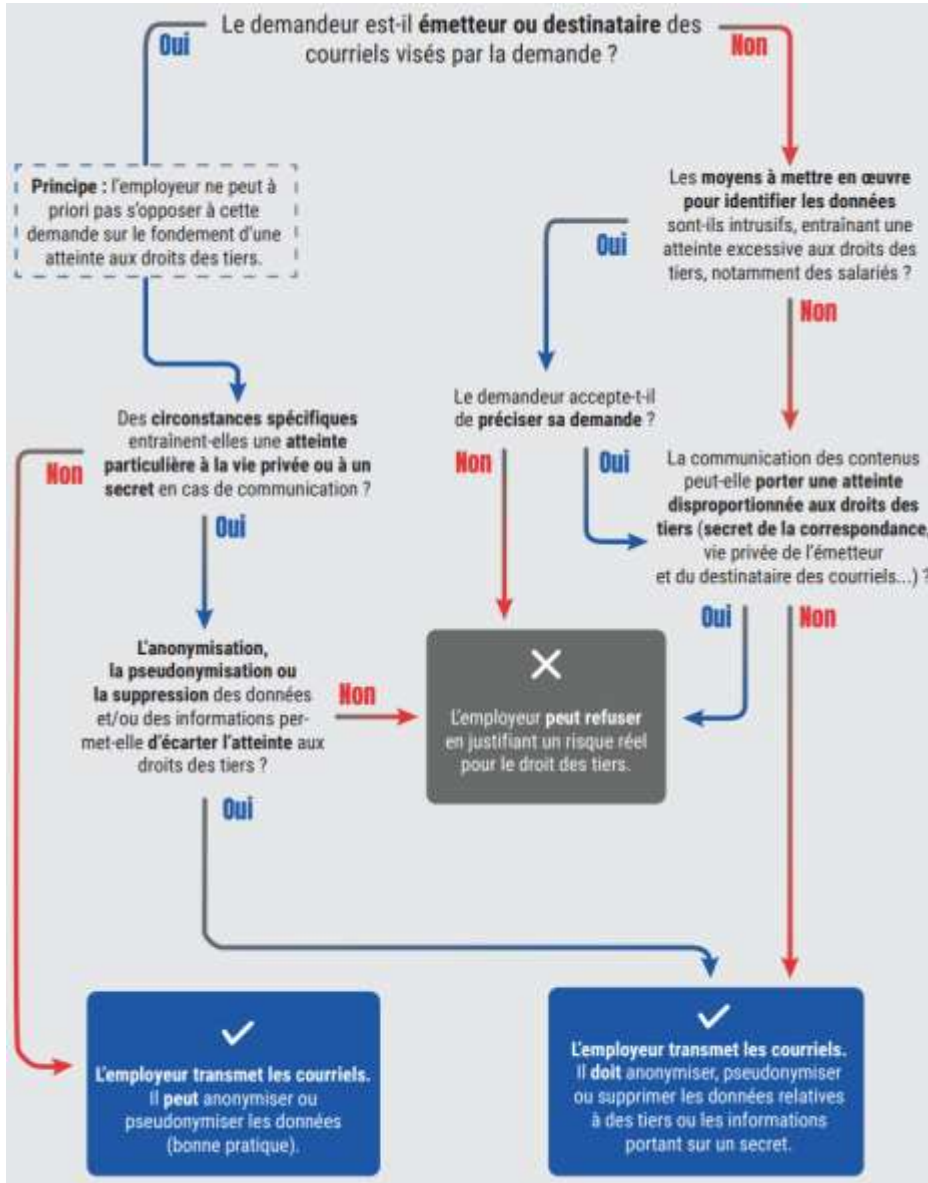 Le demandeur est-il émetteur ou destinataire des
courriels visés par la demande ?
Oui
Non
Principe : l'employeur ne peut à
priori pas s'opposer à cette
demande sur le fondement d'une
atteinte aux droits des tiers.
Les moyens à mettre en œuvre
pour identifier les données
sont-ils intrusifs, entraînant une
atteinte excessive aux droits des
tiers, notamment des salariés ?
Oui
Non
Le demandeur accepte-t-il
de préciser sa demande ?
Non
Oui
Des circonstances spécifiques
entraînent-elles une atteinte
particulière à la vie privée ou à un
secret en cas de communication ?
Non
Oui
La communication des contenus
peut-elle porter une atteinte
disproportionnée aux droits des
tiers (secret de la correspondance,
vie privée de l'émetteur
et du destinataire des courriels...) ?
Oui
Non
L'anonymisation,
la pseudonymisation ou
la suppression des données
et/ou des informations per-
met-elle d'écarter l'atteinte aux
droits des tiers ?
Non
Oui
L'employeur peut refuser
en justifiant un risque réel
pour le droit des tiers.
L'employeur transmet les courriels.
Il peut anonymiser ou
pseudonymiser les données
(bonne pratique).
L'employeur transmet les courriels.
Il doit anonymiser, pseudonymiser
ou supprimer les données relatives
à des tiers ou les informations
portant sur un secret.